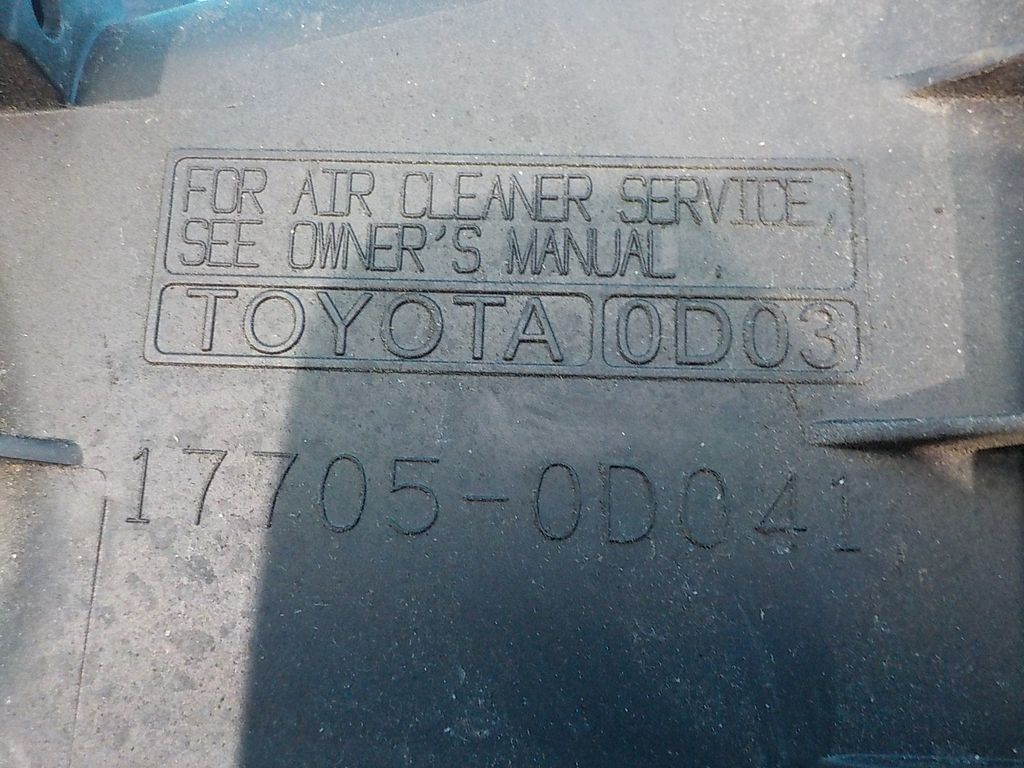 FOR AIR CLEANER SERVICE,
SEE OWNER'S MANUAL.
TOYOTA 0D03
17705-0D041